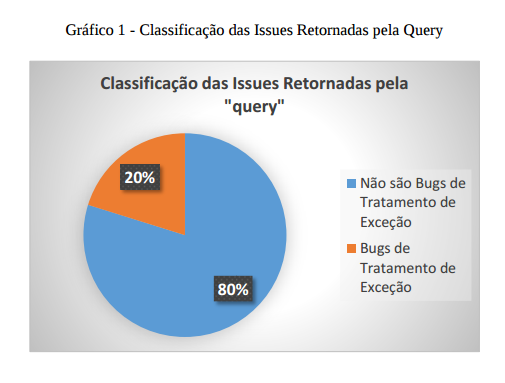 Gráfico 1 - Classificação das Issues Retornadas pela Query
Classificação das Issues Retornadas pela
"query"
20%
80%
Não são Bugs de
Tratamento de
Exceção
Bugs de
Tratamento de
Exceção